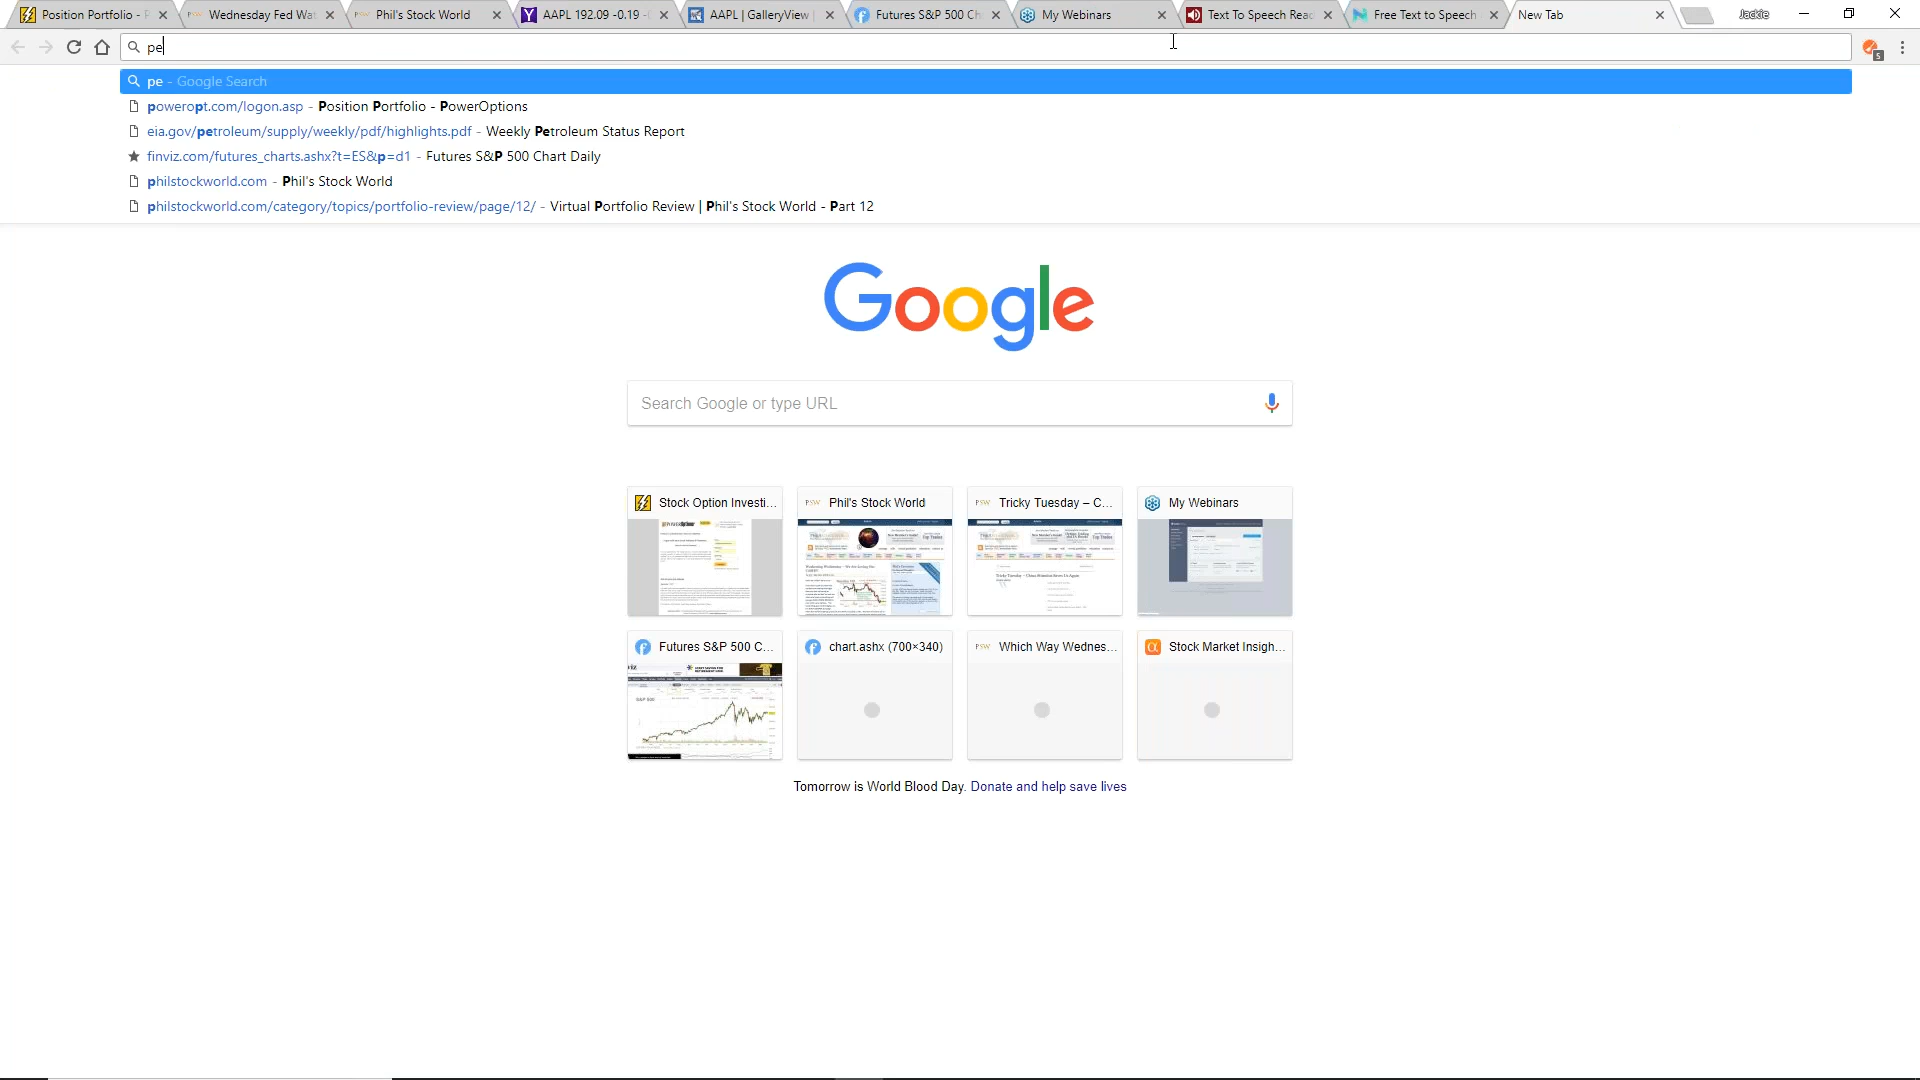 Position Portfolio - P
Wednesday Fed Wat
Phil's Stock World
AAPL 192.09 -0.19 -
AAPL | GalleryView
Futures S&P 500 Ch
My Webinars
Text To Speech Reac
Free Text to Speech
New Tab
Jackie
pe
5
pe - Google Search
poweropt.com/logon.asp - Position Portfolio - PowerOptions
eia.gov/petroleum/supply/weekly/pdf/highlights.pdf - Weekly Petroleum Status Report
finviz.com/futures_charts.ashx?t=ES&p=d1 - Futures S&P 500 Chart Daily
philstockworld.com - Phil's Stock World
philstockworld.com/category/topics/portfolio-review/page/12/ - Virtual Portfolio Review | Phil's Stock World - Part 12
Google
Search Google or type URL
Stock Option Investi...
PSW Phil's Stock World
PSW Tricky Tuesday – C...
My Webinars
Futures S&P 500 C...
chart.ashx (700×340)
PSW Which Way Wednes...
Stock Market Insigh...
Tomorrow is World Blood Day. Donate and help save lives